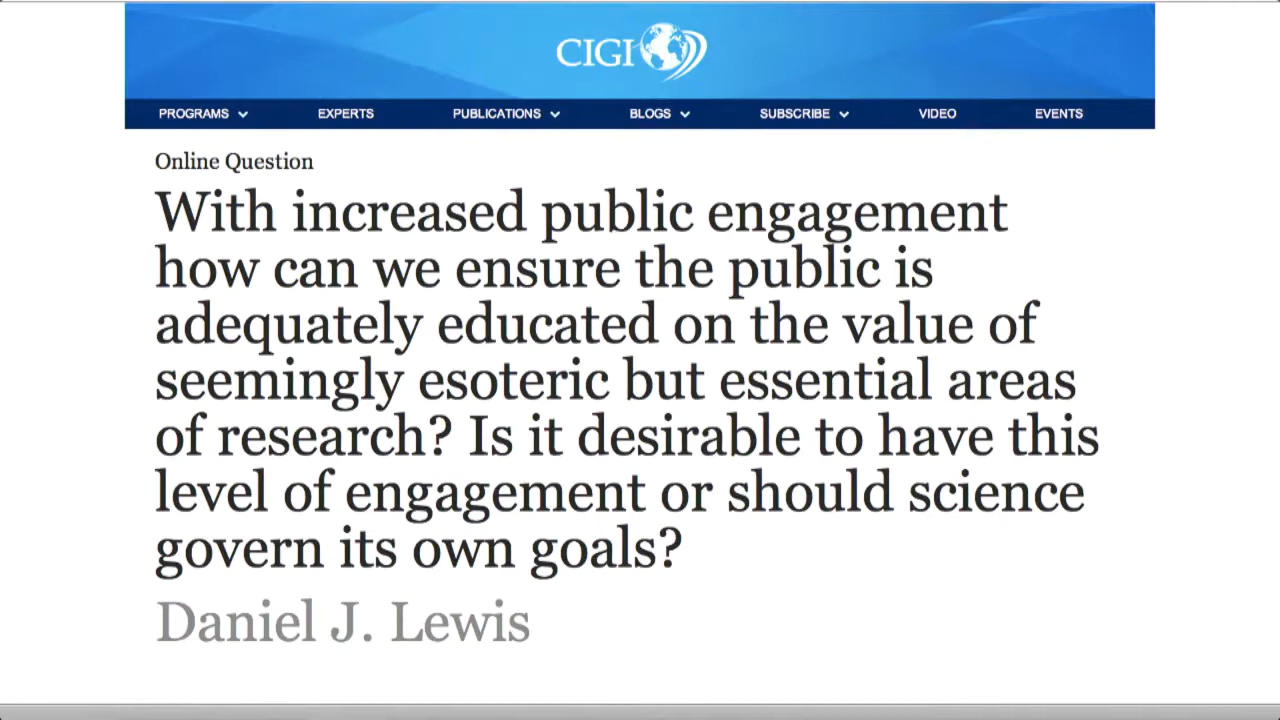 CIGI
PROGRAMS EXPERTS PUBLICATIONS BLOGS SUBSCRIBE VIDEO EVENTS
Online Question
With increased public engagement
how can we ensure the public is
adequately educated on the value of
seemingly esoteric but essential areas
of research? Is it desirable to have this
level of engagement or should science
govern its own goals?
Daniel J. Lewis